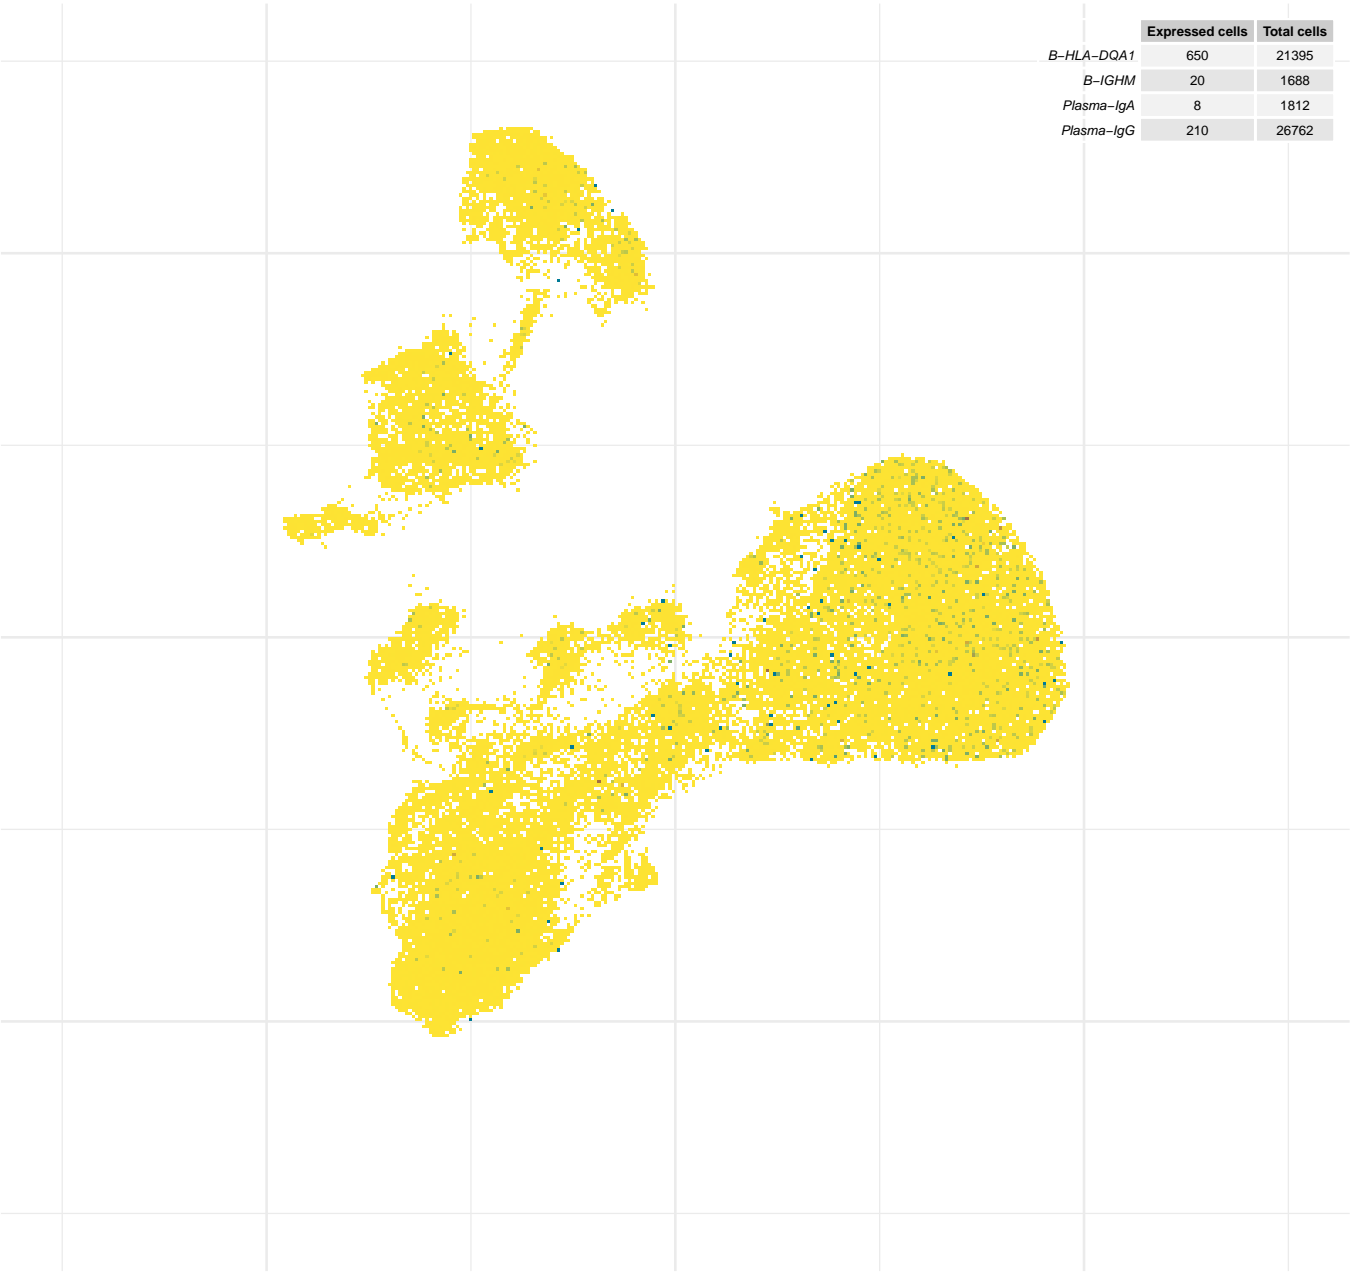 Expressed cells Total cells
B−HLA−DQA1 650 21395
B−IGHM 20 1688
Plasma−IgA 8 1812
Plasma−IgG 210 26762